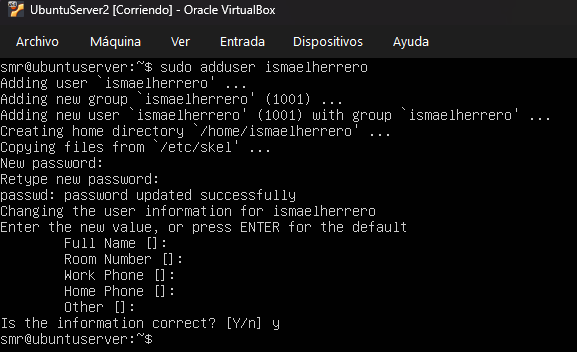 UbuntuServer2 [Corriendo] - Oracle VirtualBox
Archivo Máquina Ver Entrada Dispositivos Ayuda
smr@ubuntuserver:~$ sudo adduser ismaelherrero
Adding user `ismaelherrero' ...
Adding new group `ismaelherrero' (1001) ...
Adding new user `ismaelherrero' (1001) with group `ismaelherrero' ...
Creating home directory `/home/ismaelherrero' ...
Copying files from `/etc/skel' ...
New password:
Retype new password:
passwd: password updated successfully
Changing the user information for ismaelherrero
Enter the new value, or press ENTER for the default
Full Name []:
Room Number []:
Work Phone []:
Home Phone []:
Other []:
Is the information correct? [Y/n] y
smr@ubuntuserver:~$